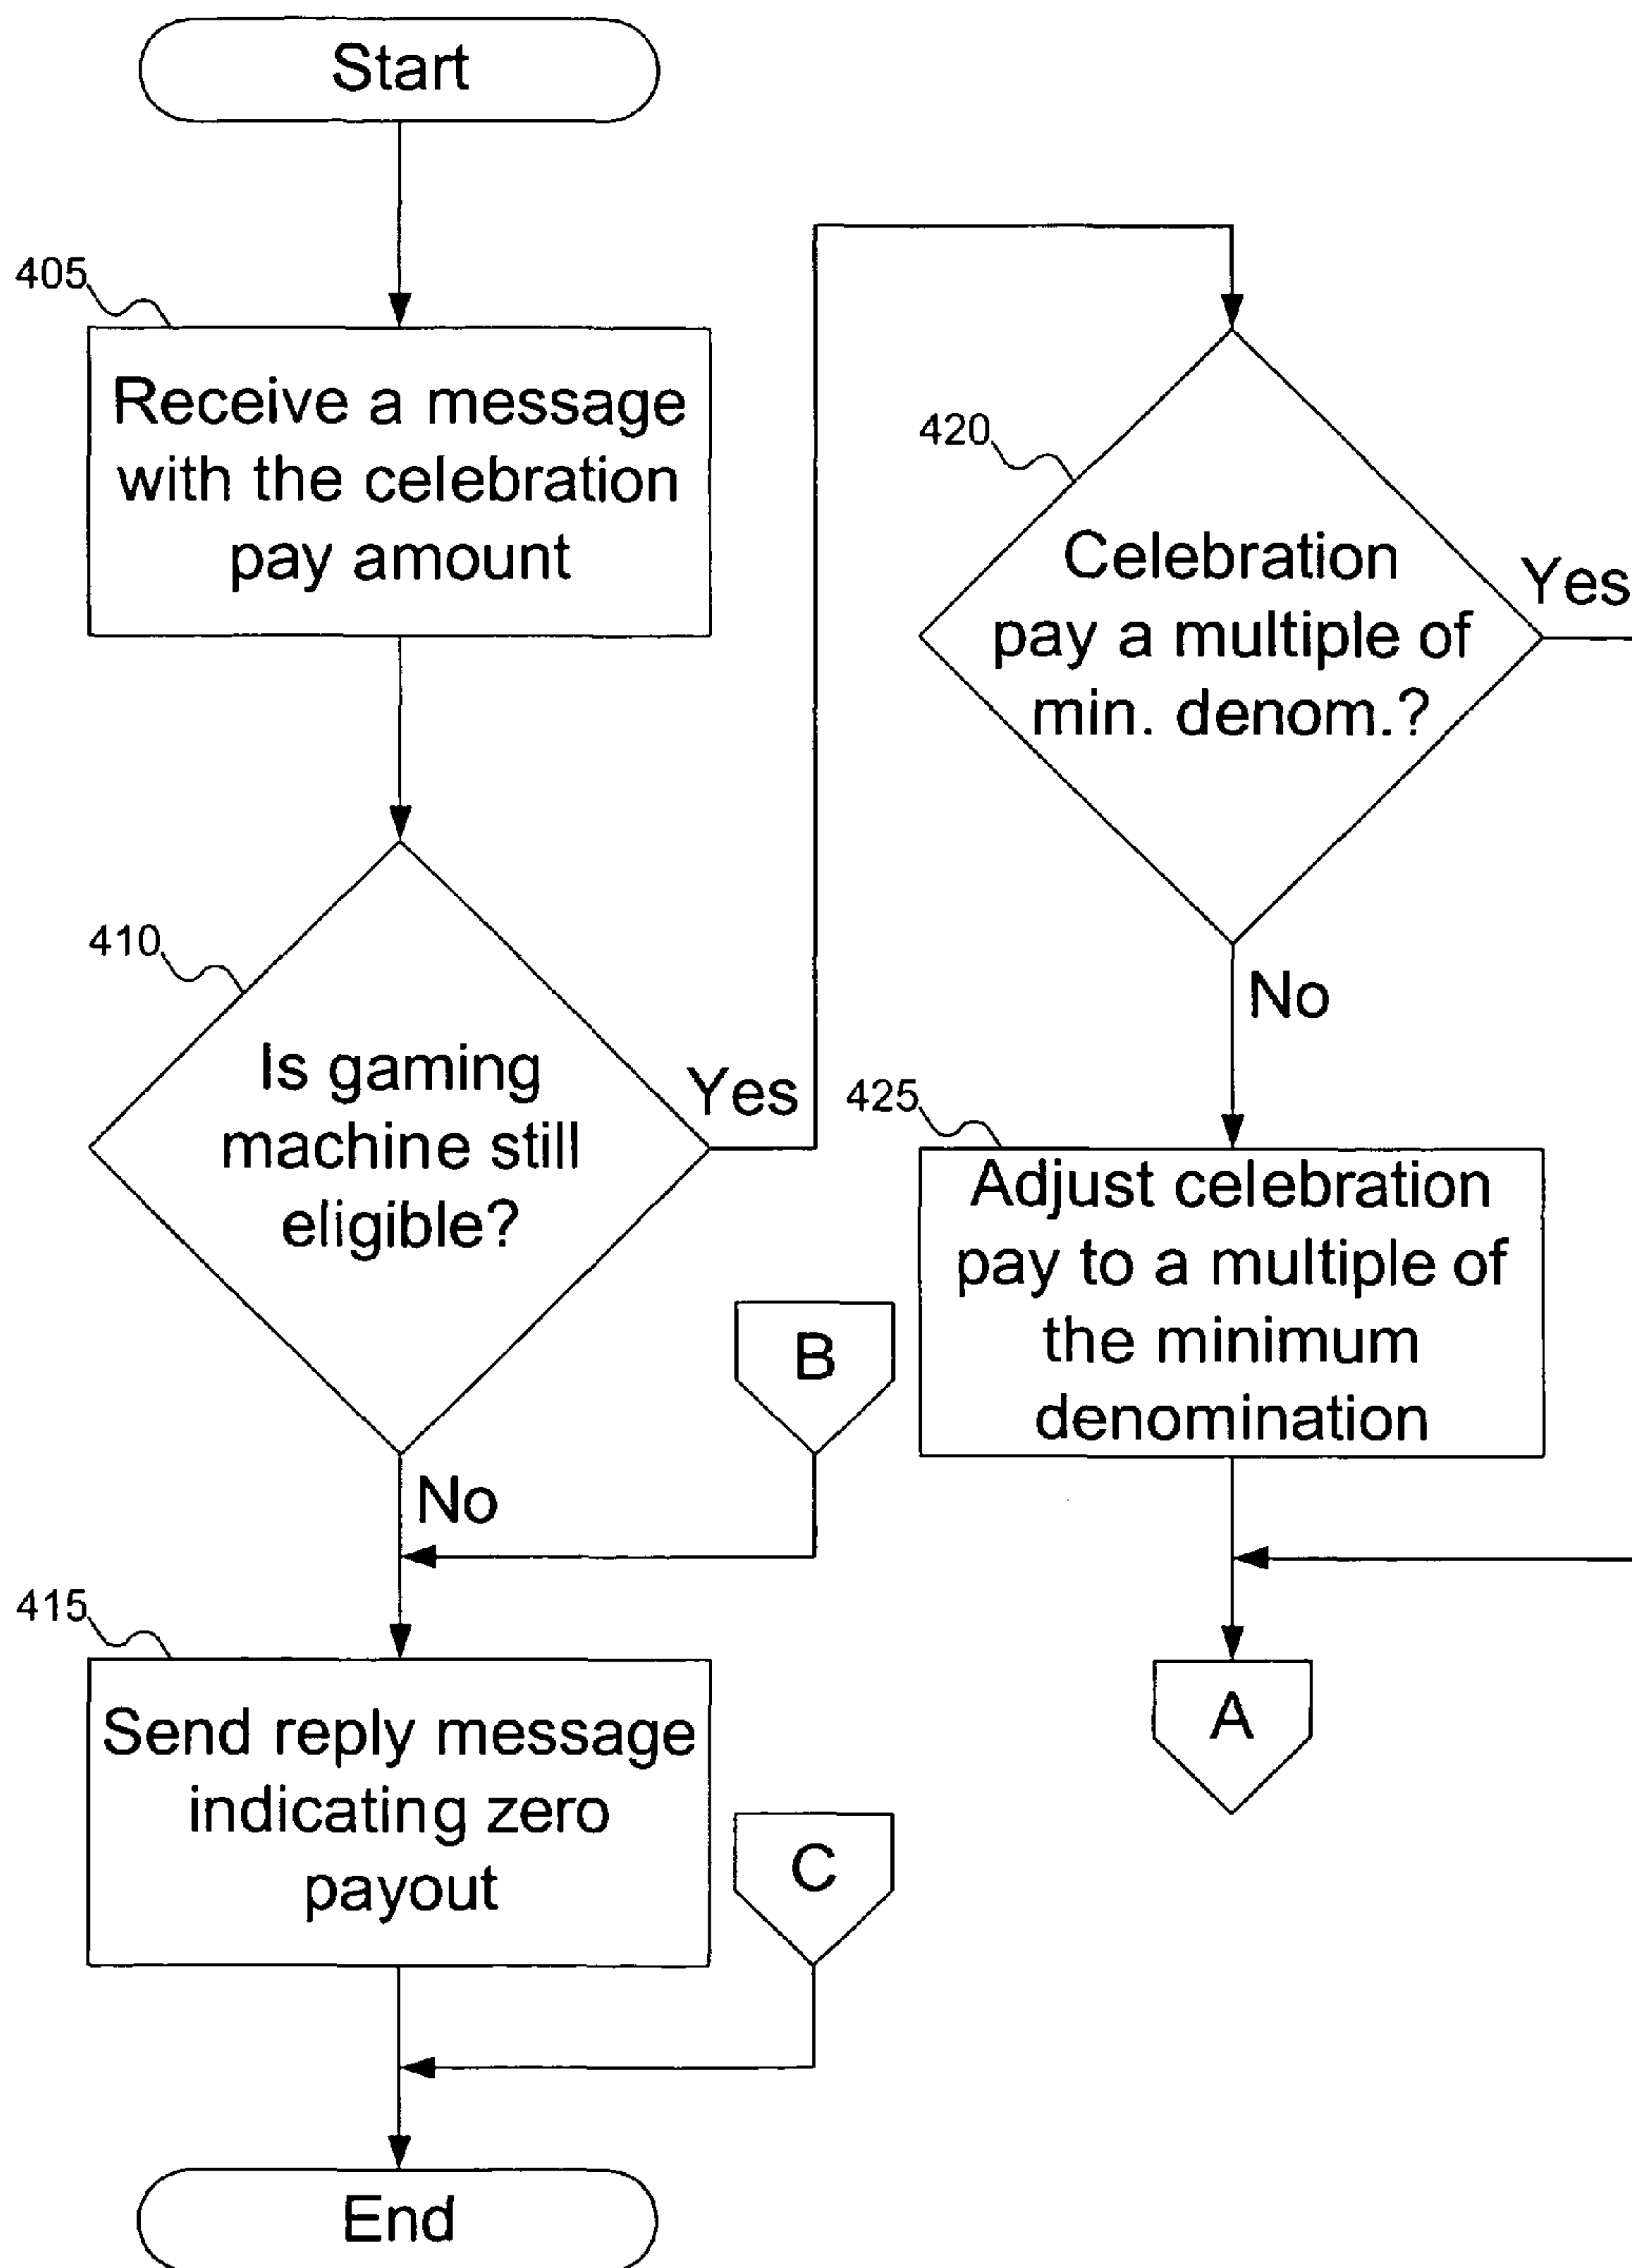 Start
405
Receive a message
with the celebration
pay amount
410
Is gaming
machine still
eligible?
Yes
No
B
415
Send reply message
indicating zero
payout
C
End
420
Celebration
pay a multiple of
min. denom.?
Yes
No
425
Adjust celebration
pay to a multiple of
the minimum
denomination
A